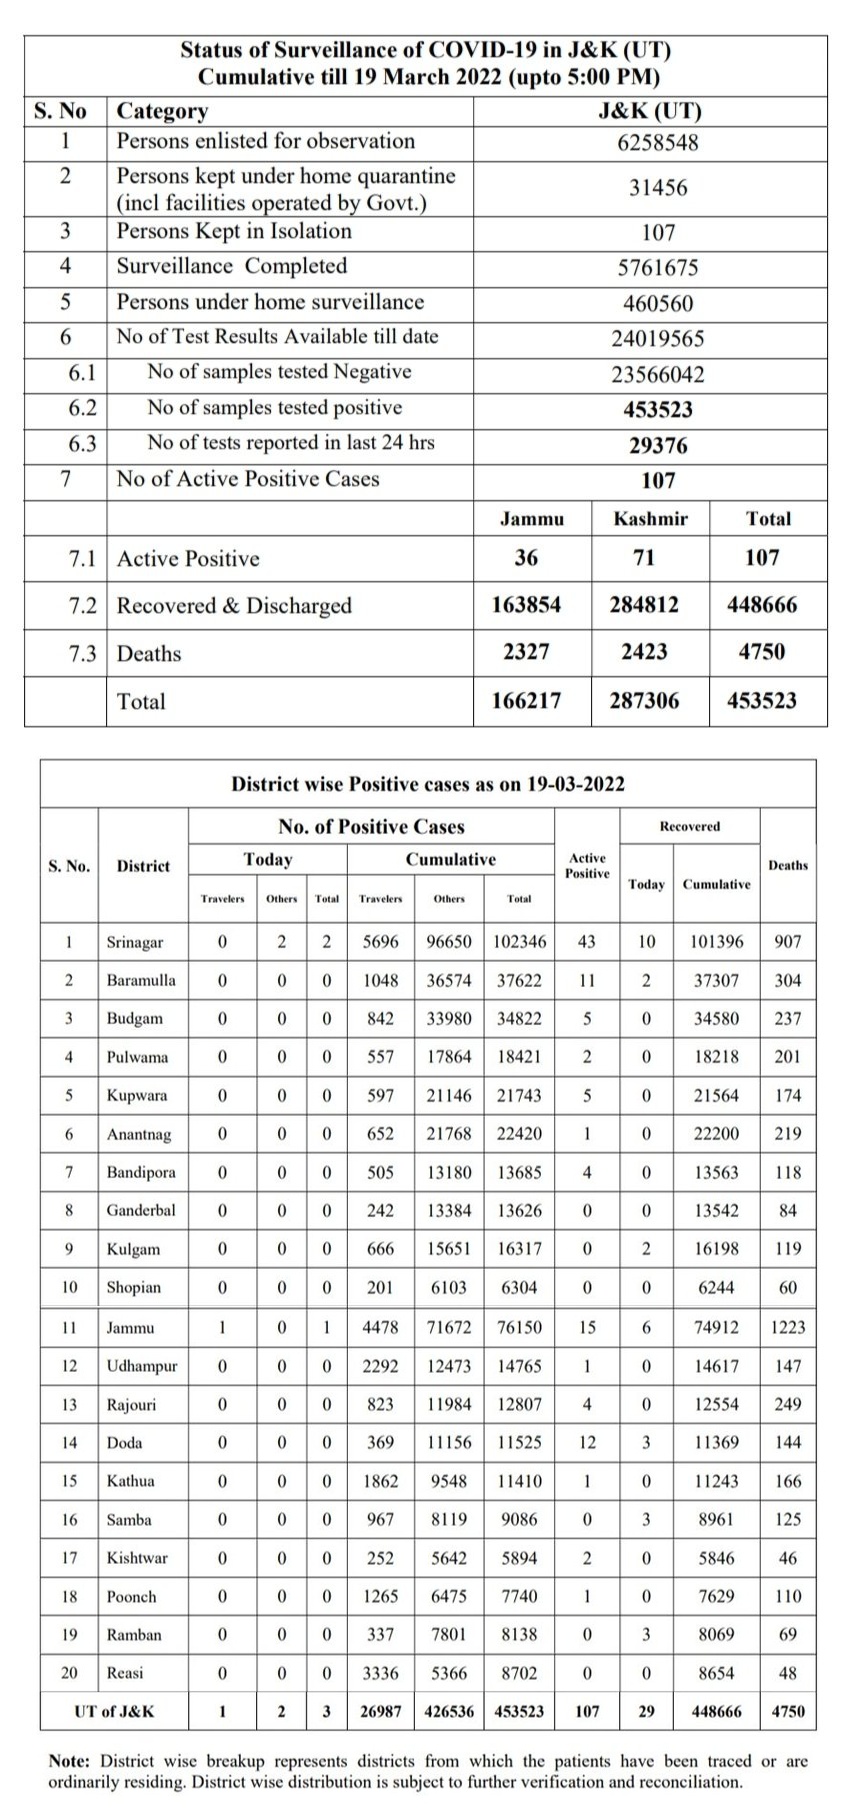 Status of Surveillance of COVID-19 in J&K (UT)
Cumulative till 19 March 2022 (upto 5:00 PM)
S. No Category J&K (UT)
1 Persons enlisted for observation 6258548
2 Persons kept under home quarantine (incl facilities operated by Govt.) 31456
3 Persons Kept in Isolation 107
4 Surveillance Completed 5761675
5 Persons under home surveillance 460560
6 No of Test Results Available till date 24019565
6.1 No of samples tested Negative 23566042
6.2 No of samples tested positive 453523
6.3 No of tests reported in last 24 hrs 29376
7 No of Active Positive Cases 107
Jammu Kashmir Total
7.1 Active Positive 36 71 107
7.2 Recovered & Discharged 163854 284812 448666
7.3 Deaths 2327 2423 4750
Total 166217 287306 453523
District wise Positive cases as on 19-03-2022
S. No. District No. of Positive Cases Active Positive Recovered Deaths
Today Cumulative Today Cumulative
Travelers Others Total Travelers Others Total
1 Srinagar 0 2 2 5696 96650 102346 43 10 101396 907
2 Baramulla 0 0 0 1048 36574 37622 11 2 37307 304
3 Budgam 0 0 0 842 33980 34822 5 0 34580 237
4 Pulwama 0 0 0 557 17864 18421 2 0 18218 201
5 Kupwara 0 0 0 597 21146 21743 5 0 21564 174
6 Anantnag 0 0 0 652 21768 22420 1 0 22200 219
7 Bandipora 0 0 0 505 13180 13685 4 0 13563 118
8 Ganderbal 0 0 0 242 13384 13626 0 0 13542 84
9 Kulgam 0 0 0 666 15651 16317 0 2 16198 119
10 Shopian 0 0 0 201 6103 6304 0 0 6244 60
11 Jammu 1 0 1 4478 71672 76150 15 6 74912 1223
12 Udhampur 0 0 0 2292 12473 14765 1 0 14617 147
13 Rajouri 0 0 0 823 11984 12807 4 0 12554 249
14 Doda 0 0 0 369 11156 11525 12 3 11369 144
15 Kathua 0 0 0 1862 9548 11410 1 0 11243 166
16 Samba 0 0 0 967 8119 9086 0 3 8961 125
17 Kishtwar 0 0 0 252 5642 5894 2 0 5846 46
18 Poonch 0 0 0 1265 6475 7740 1 0 7629 110
19 Ramban 0 0 0 337 7801 8138 0 3 8069 69
20 Reasi 0 0 0 3336 5366 8702 0 0 8654 48
UT of J&K 1 2 3 26987 426536 453523 107 29 448666 4750
Note: District wise breakup represents districts from which the patients have been traced or are
ordinarily residing. District wise distribution is subject to further verification and reconciliation.